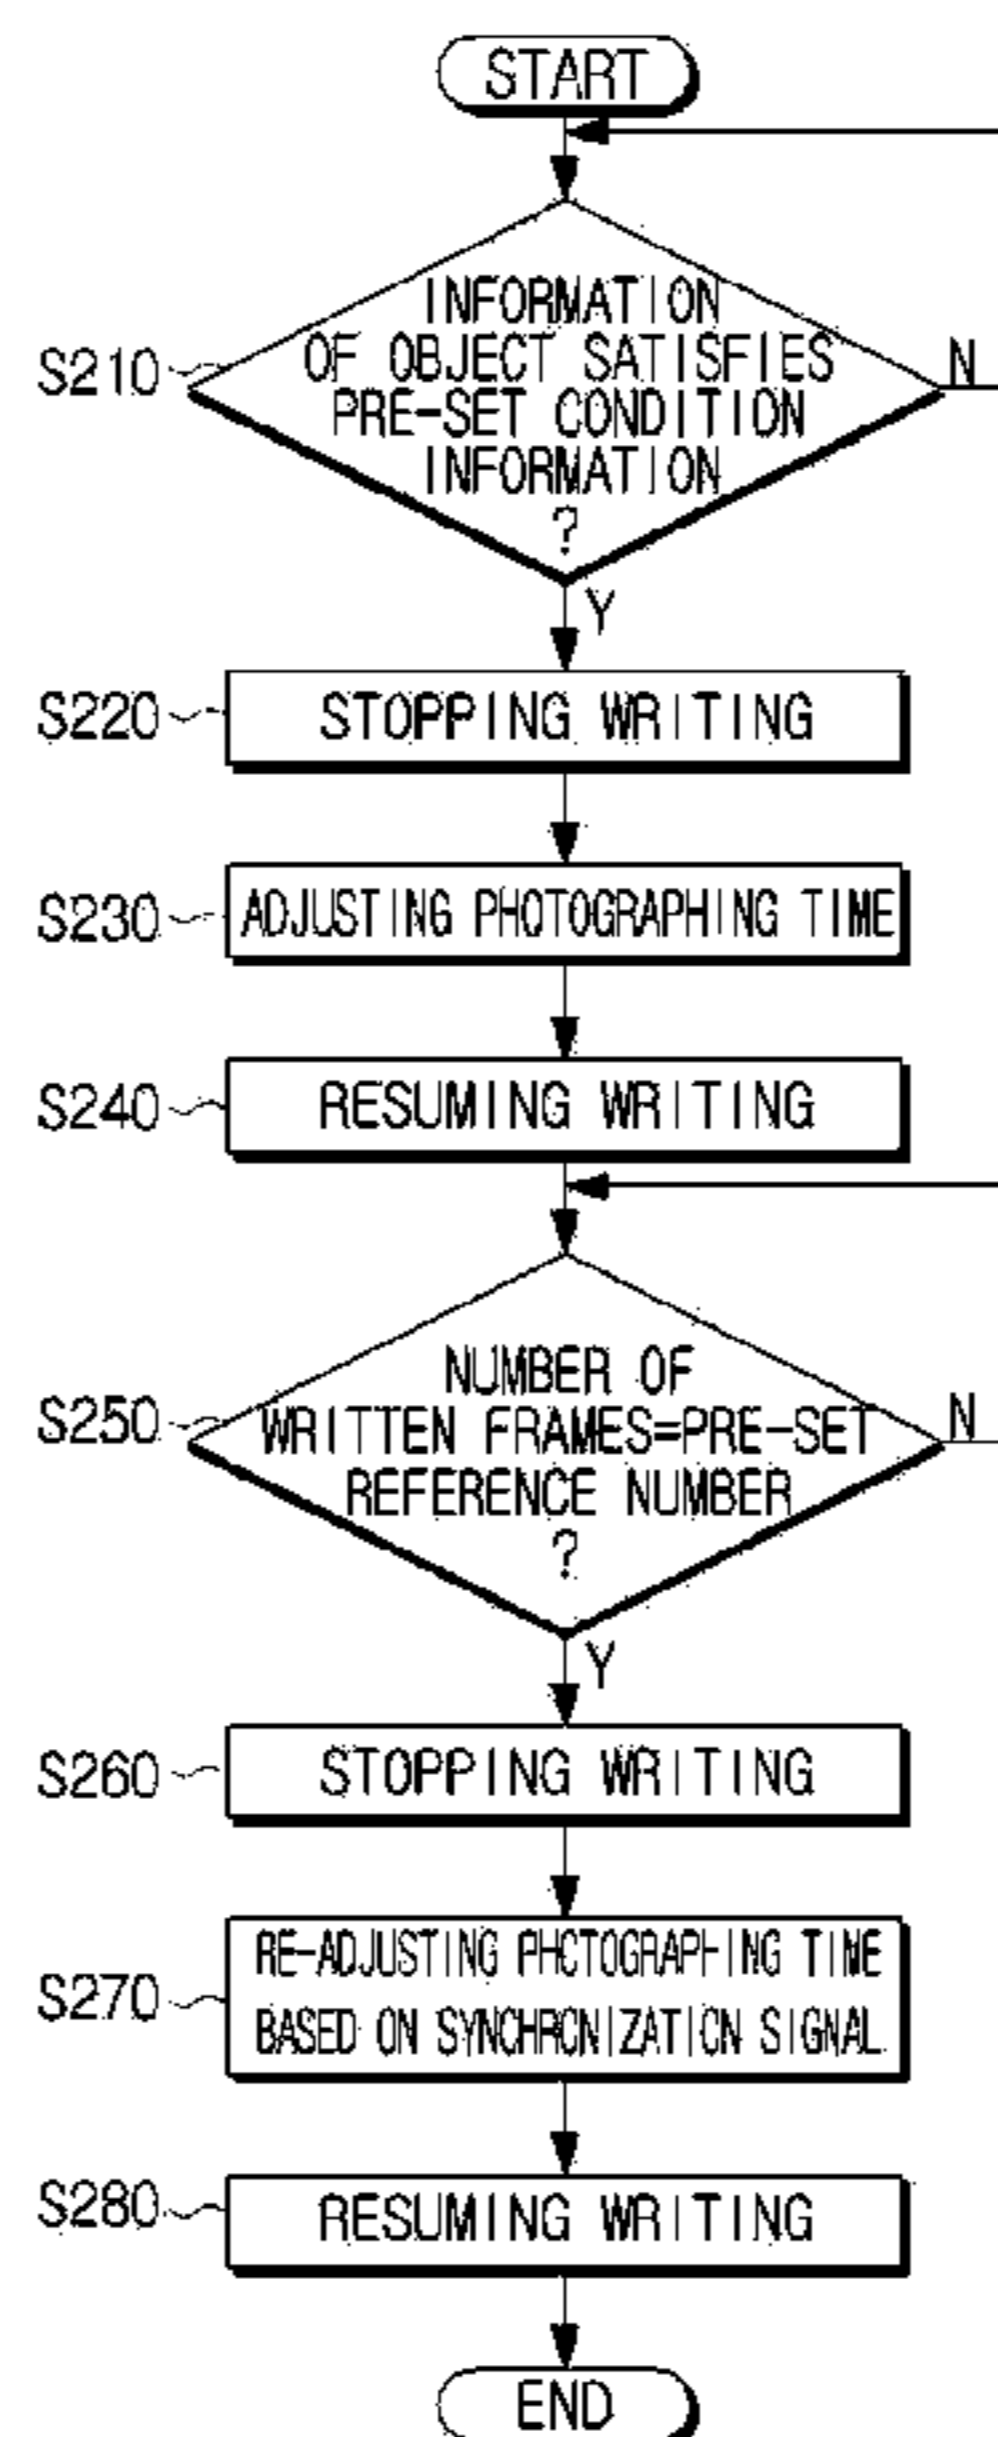 START
INFORMATION
OF OBJECT SATISFIES
PRE-SET CONDITION
INFORMATION
?
S210
N
Y
S220
STOPPING WRITING
S230
ADJUSTING PHOTOGRAPHING TIME
S240
RESUMING WRITING
NUMBER OF
WRITTEN FRAMES=PRE-SET
REFERENCE NUMBER
?
S250
N
Y
S260
STOPPING WRITING
S270
RE-ADJUSTING PHOTOGRAPHING TIME
BASED ON SYNCHRONIZATION SIGNAL
S280
RESUMING WRITING
END